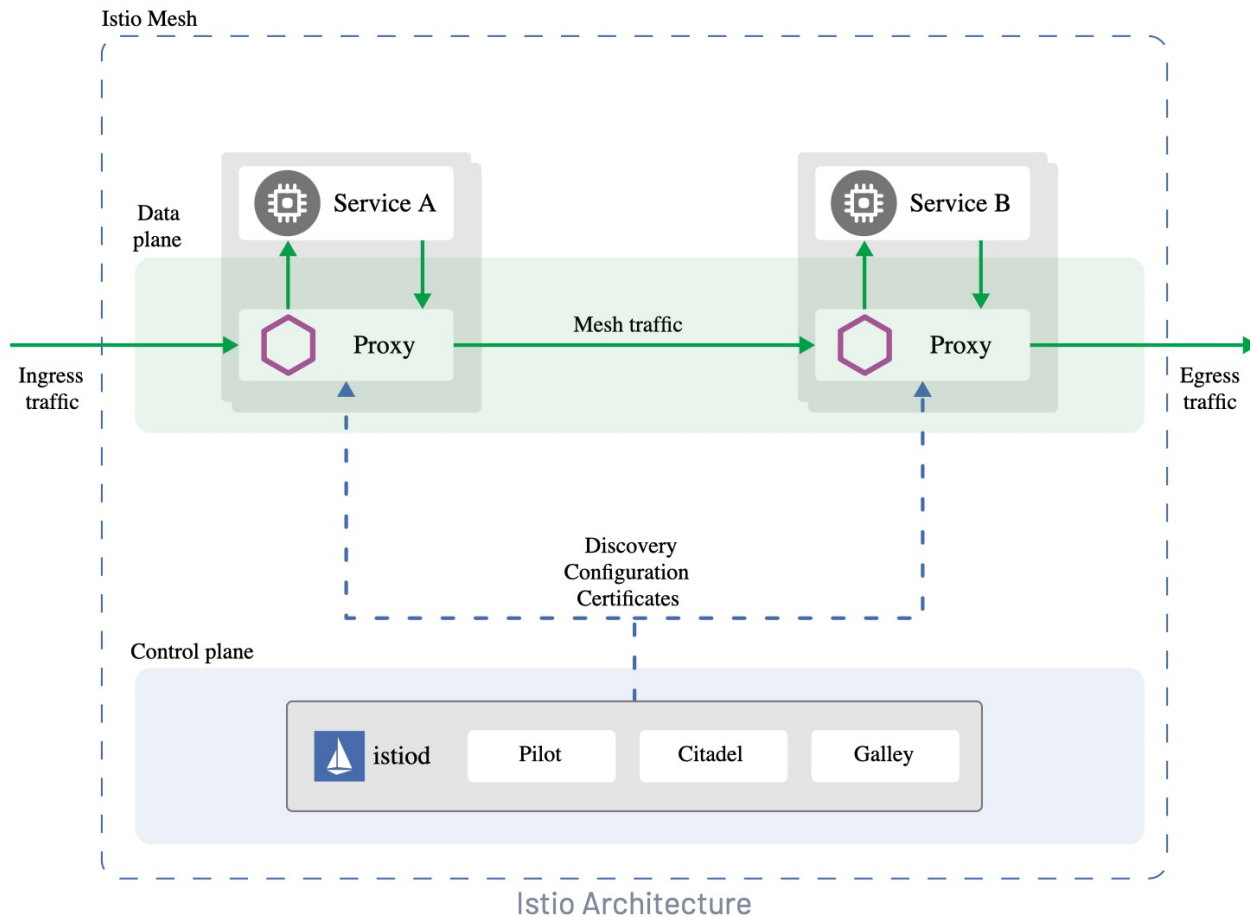 Istio Mesh
Service A
Service B
Data
plane
Mesh traffic
Proxy
Proxy
Ingress
traffic
Egress
traffic
Discovery
Configuration
Certificates
Control plane
istiod
Pilot
Citadel
Galley
Istio Architecture